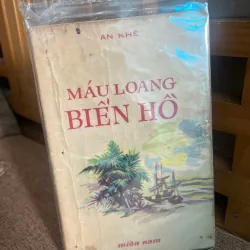 AN KHÊ
MÁU LOANG
BIỂN HỒ
miền nam